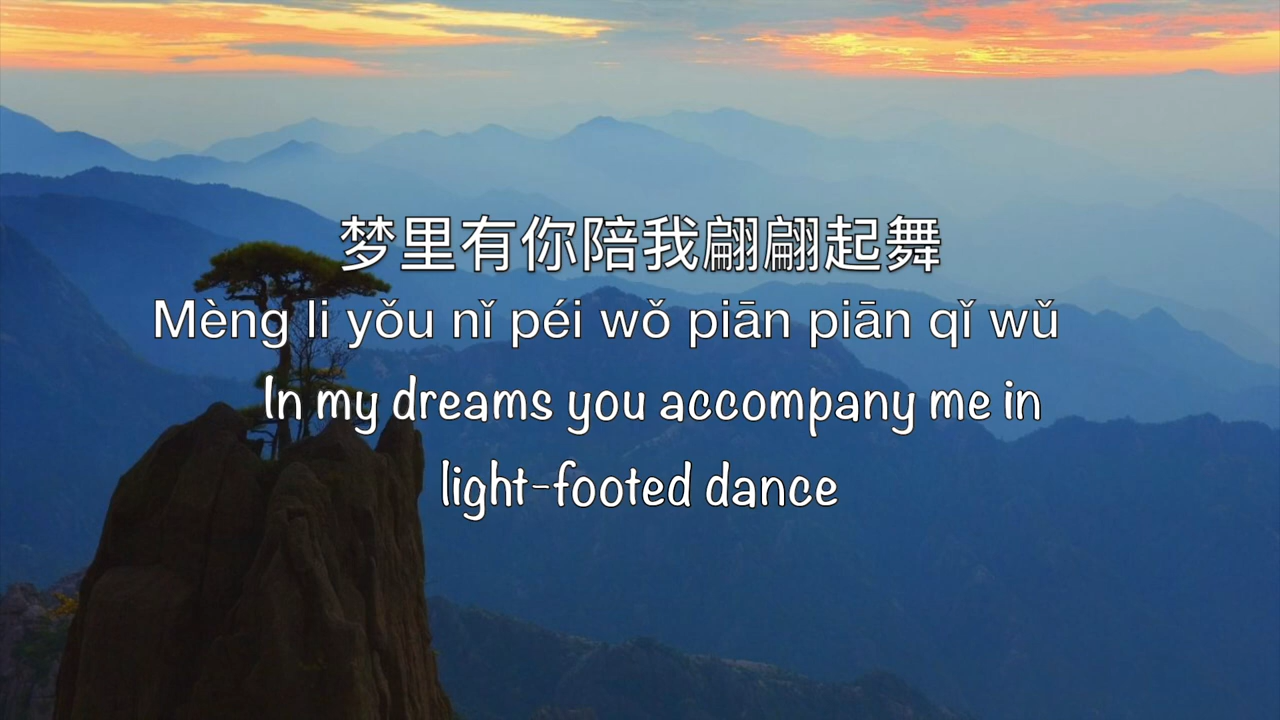 梦里有你陪我翩翩起舞
Mèng li yǒu nǐ péi wǒ piān piān qǐ wǔ
In my dreams you accompany me in
light-footed dance